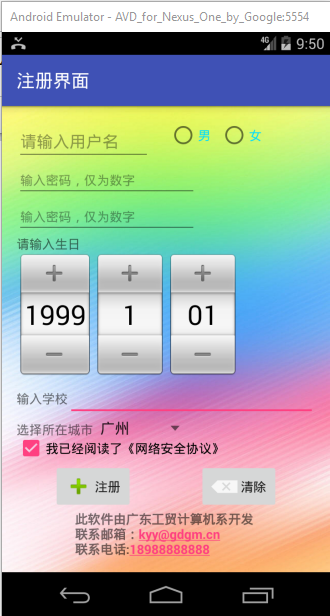 Android Emulator - AVD_for_Nexus_One_by_Google:5554
4G 9:50
注册界面
请输入用户名 男 女
输入密码，仅为数字
输入密码，仅为数字
请输入生日
1999 1 01
输入学校
选择所在城市 广州
我已经阅读了《网络安全协议》
注册 清除
此软件由广东工贸计算机系开发
联系邮箱：kyy@gdgm.cn
联系电话:18988888888